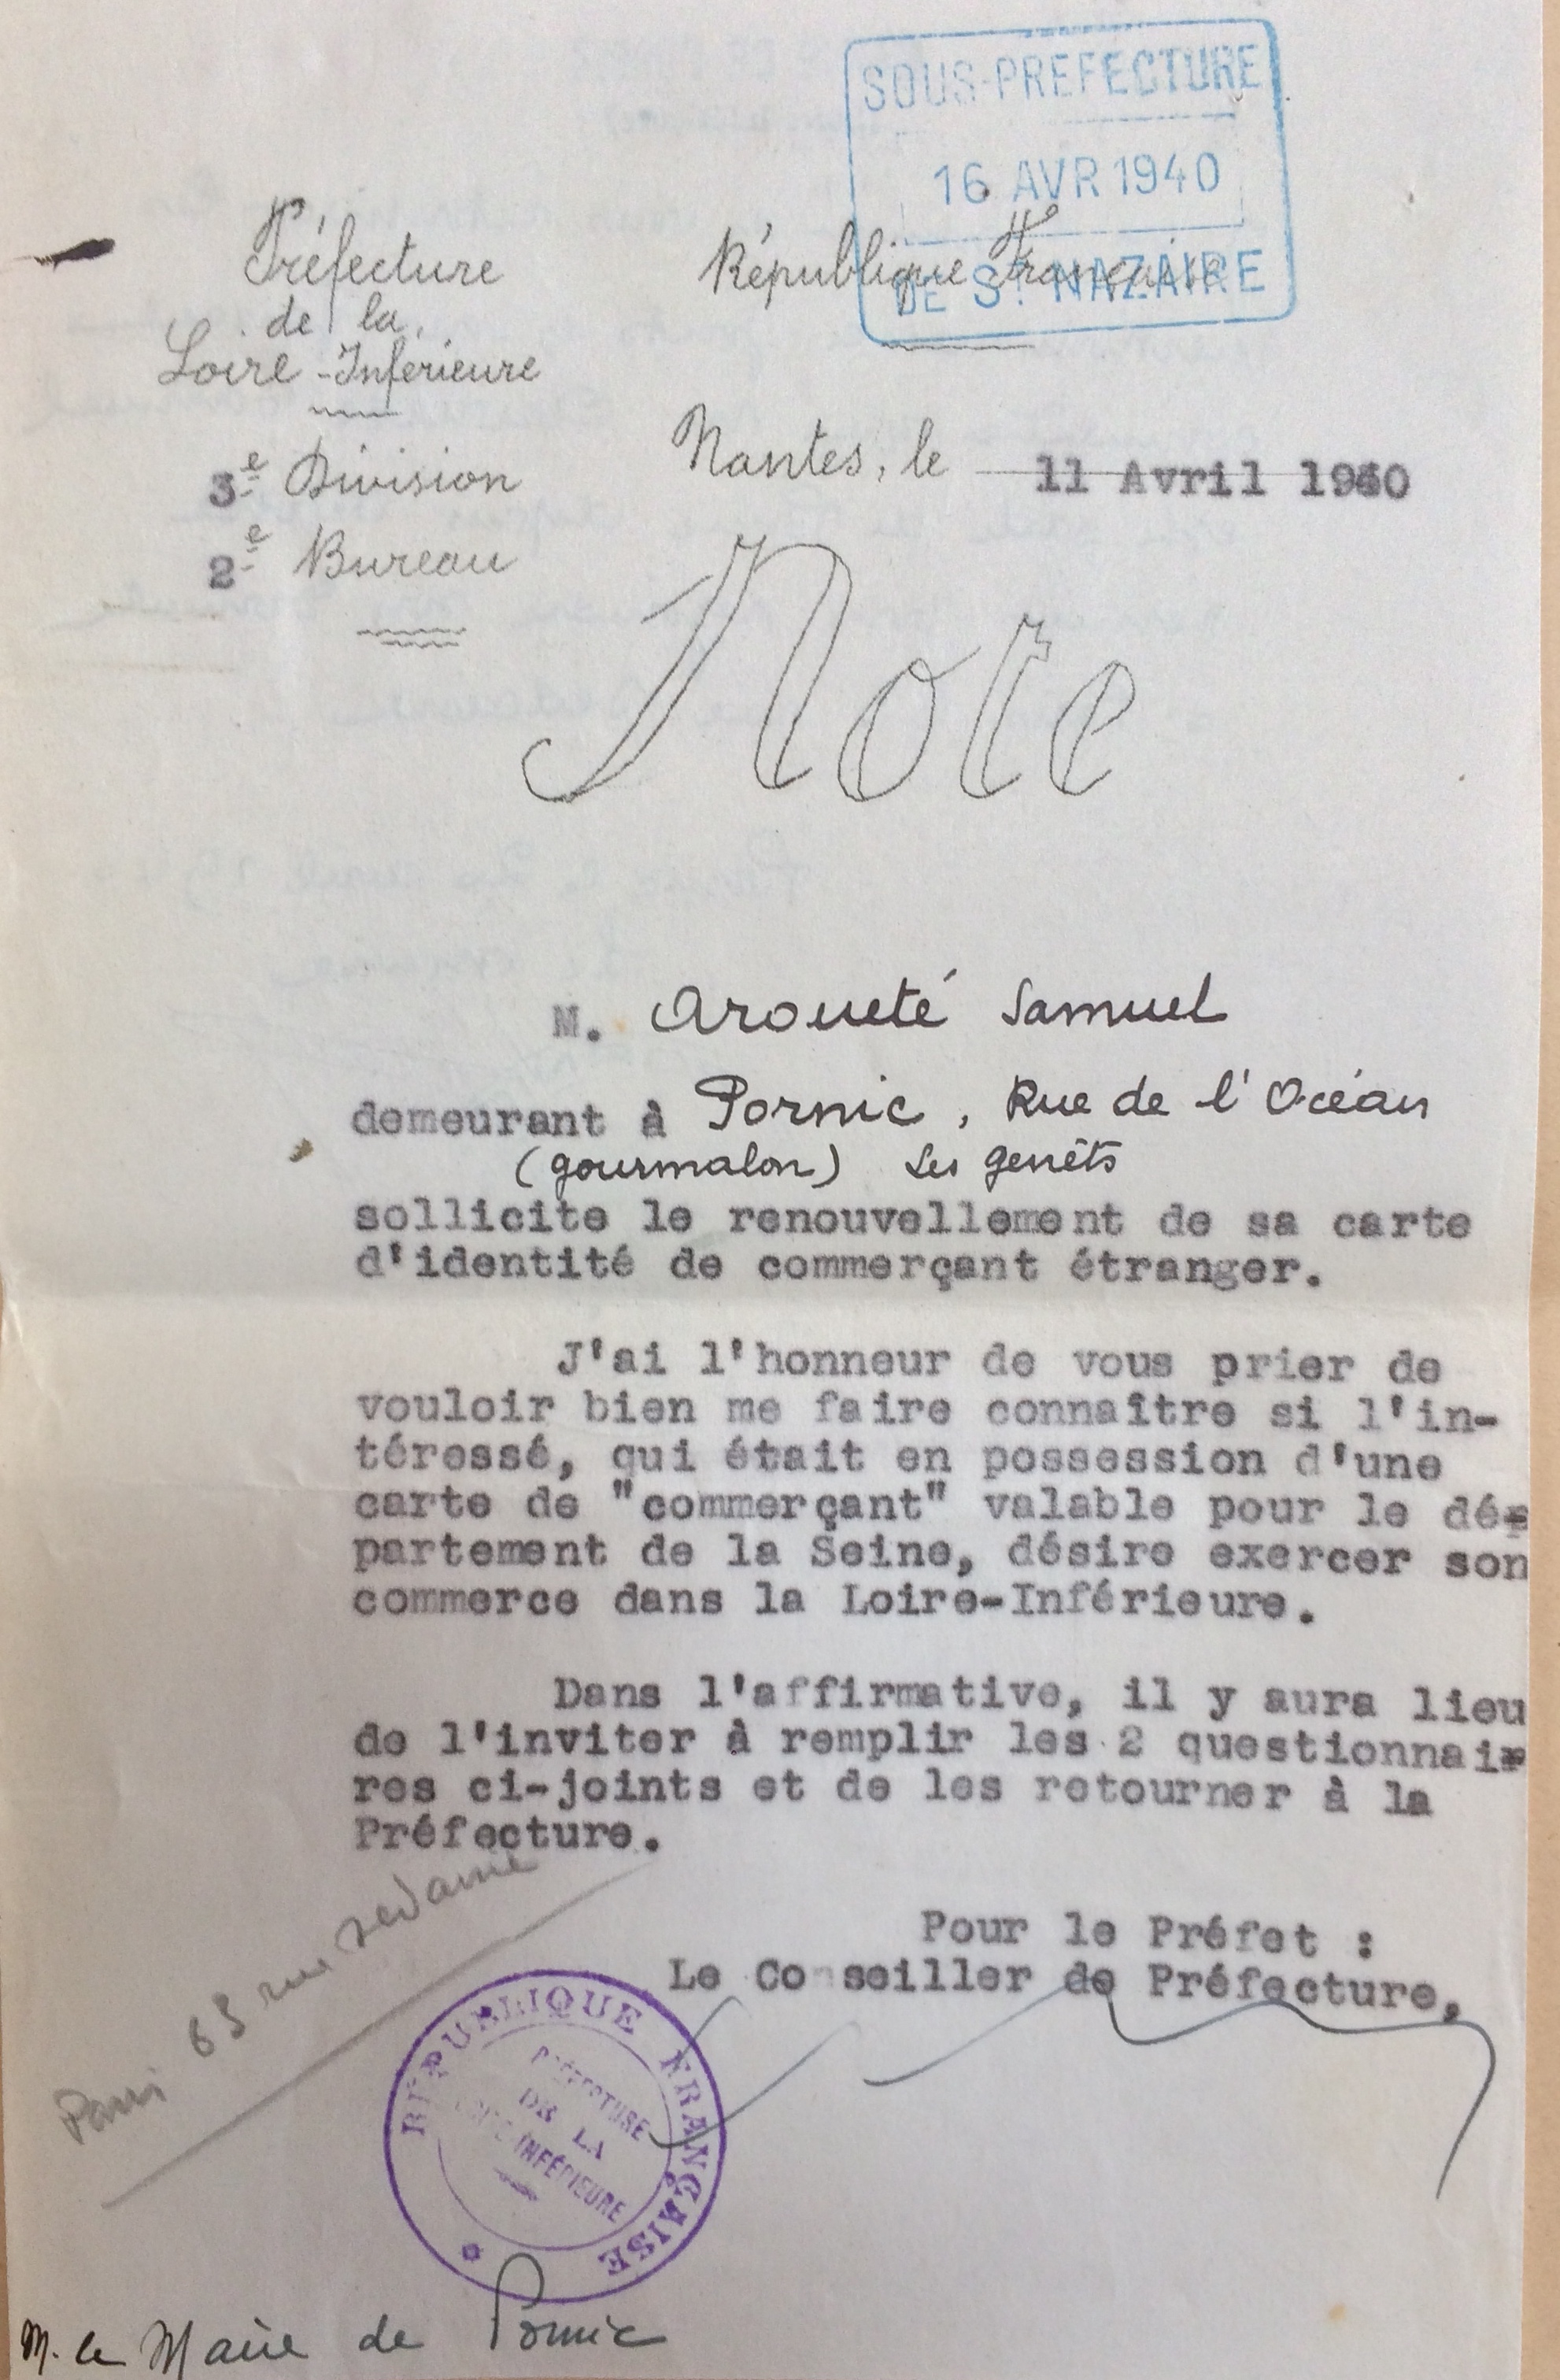 SOUS-PREFECTURE
16 AVR 1940
DE St NAZAIRE
Préfecture
de la
Loire-Inférieure
République Française
3e Division
2e Bureau
Nantes, le 11 Avril 1940
Note
M. Aroueté Samuel
demeurant à Pornic, Rue de l'Océan
(gourmalon) Les genêts
sollicite le renouvellement de sa carte
d'identité de commerçant étranger.
J'ai l'honneur de vous prier de
vouloir bien me faire connaître si l'in-
téressé, qui était en possession d'une
carte de "commerçant" valable pour le dé-
partement de la Seine, désire exercer son
commerce dans la Loire-Inférieure.
Dans l'affirmative, il y aura lieu
de l'inviter à remplir les 2 questionnai-
res ci-joints et de les retourner à la
Préfecture.
Paris 63 rue Sedaine
Pour le Préfet :
Le Conseiller de Préfecture,
RÉPUBLIQUE FRANÇAISE
PRÉFECTURE
DE LA
LOIRE INFÉRIEURE
M. le Maire de Pornic